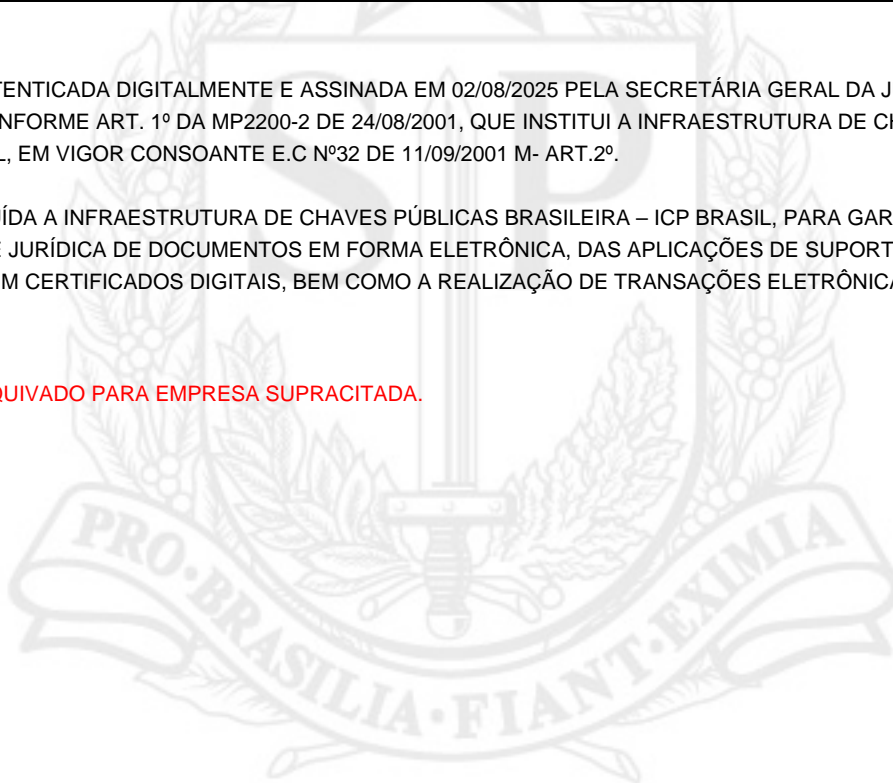 TENTICADA DIGITALMENTE E ASSINADA EM 02/08/2025 PELA SECRETÁRIA GERAL DA J
NFORME ART. 1º DA MP2200-2 DE 24/08/2001, QUE INSTITUI A INFRAESTRUTURA DE CH
L, EM VIGOR CONSOANTE E.C Nº32 DE 11/09/2001 M- ART.2º.
UÍDA A INFRAESTRUTURA DE CHAVES PÚBLICAS BRASILEIRA – ICP BRASIL, PARA GAR
E JURÍDICA DE DOCUMENTOS EM FORMA ELETRÔNICA, DAS APLICAÇÕES DE SUPORT
M CERTIFICADOS DIGITAIS, BEM COMO A REALIZAÇÃO DE TRANSAÇÕES ELETRÔNICA
QUIVADO PARA EMPRESA SUPRACITADA.
SP
PRO·BRASILIA·FIANT·EXIMIA